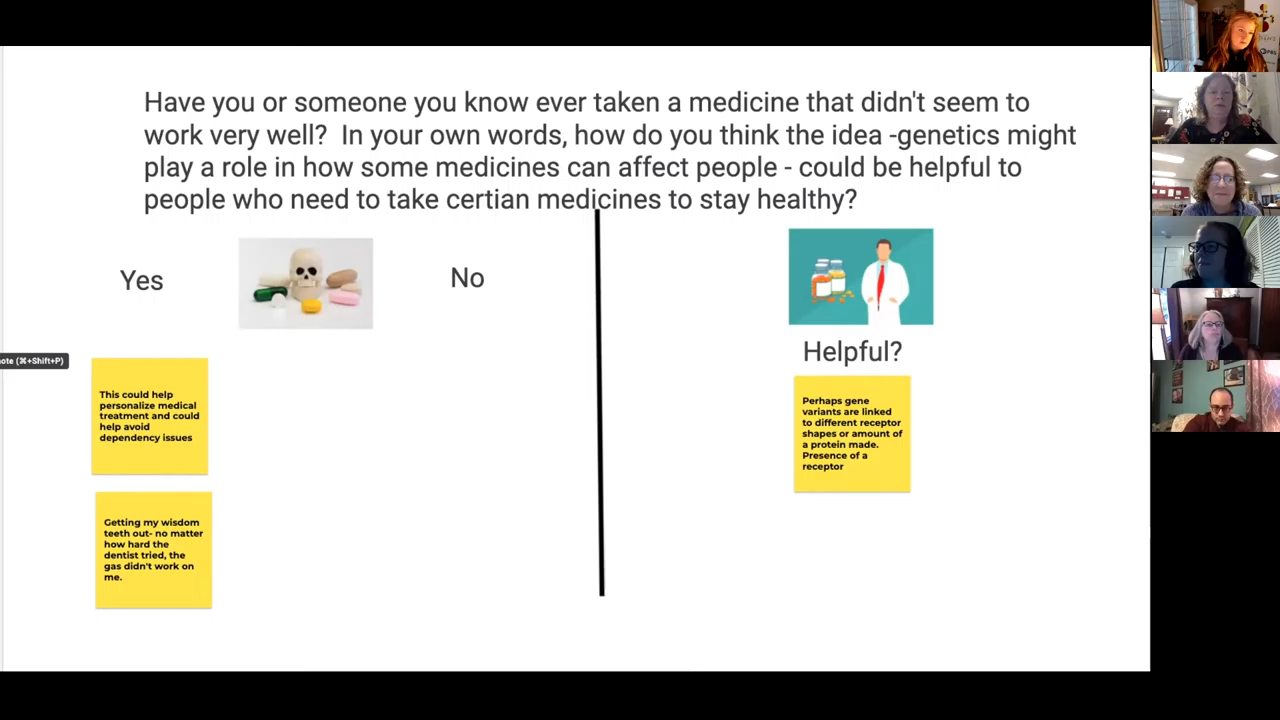 Have you or someone you know ever taken a medicine that didn't seem to
work very well?  In your own words, how do you think the idea -genetics might
play a role in how some medicines can affect people - could be helpful to
people who need to take certian medicines to stay healthy?
Yes
No
Helpful?
ote (⌘+Shift+P)
This could help
personalize medical
treatment and could
help avoid
dependency issues
Getting my wisdom
teeth out- no matter
how hard the
dentist tried, the
gas didn't work on
me.
Perhaps gene
variants are linked
to different receptor
shapes or amount of
a protein made.
Presence of a
receptor